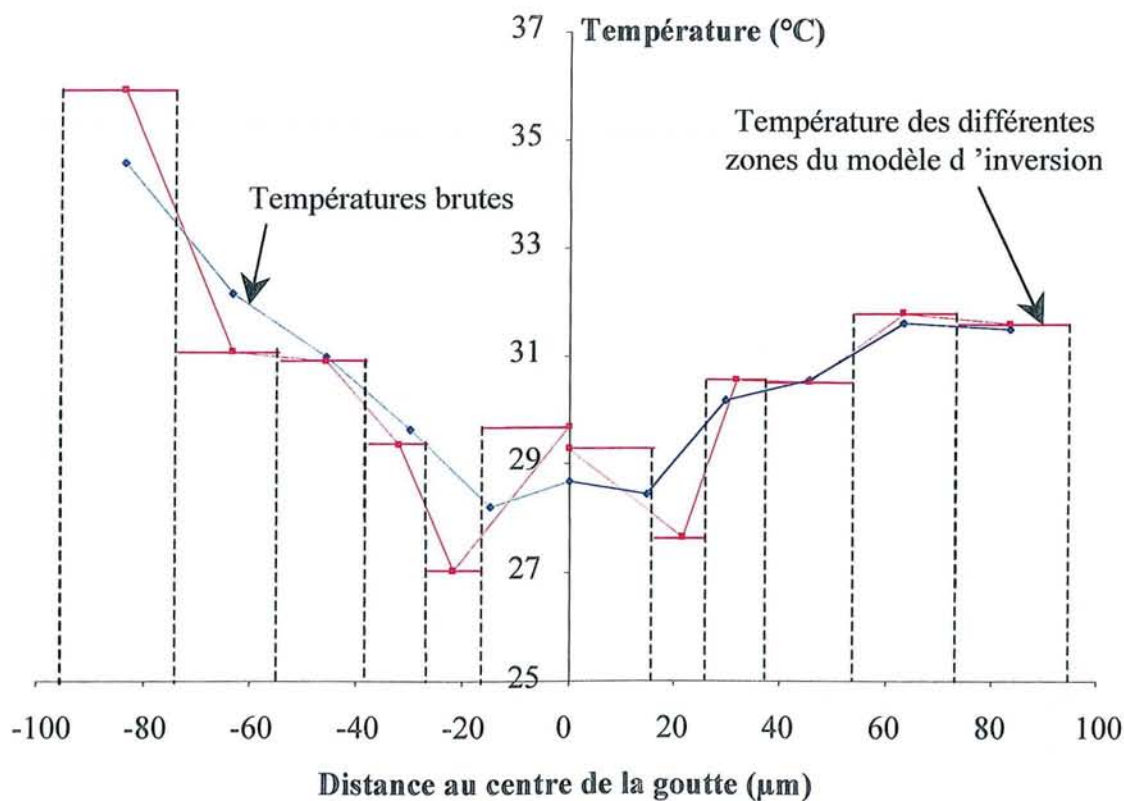 37 Température (°C)
35
Température des différentes
zones du modèle d ’inversion
Températures brutes
33
31
29
27
25
-100 -80 -60 -40 -20 0 20 40 60 80 100
Distance au centre de la goutte (µm)